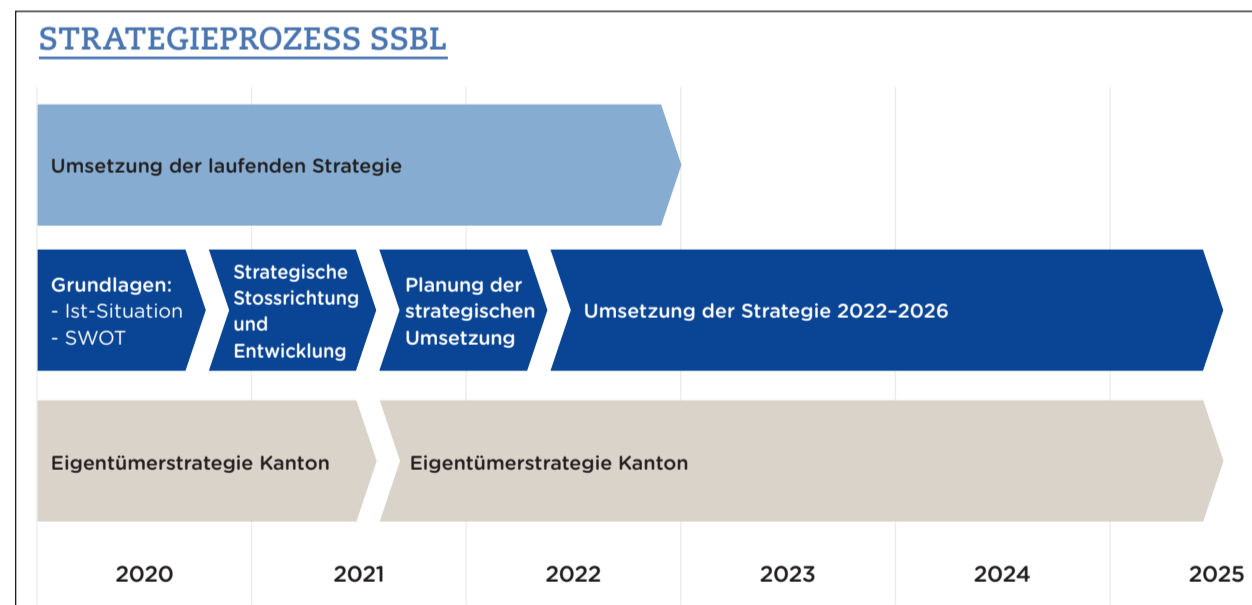 STRATEGIEPROZESS SSBL
Umsetzung der laufenden Strategie
Grundlagen:
- Ist-Situation
- SWOT
Strategische
Stossrichtung
und
Entwicklung
Planung der
strategischen
Umsetzung
Umsetzung der Strategie 2022–2026
Eigentümerstrategie Kanton
Eigentümerstrategie Kanton
2020
2021
2022
2023
2024
2025